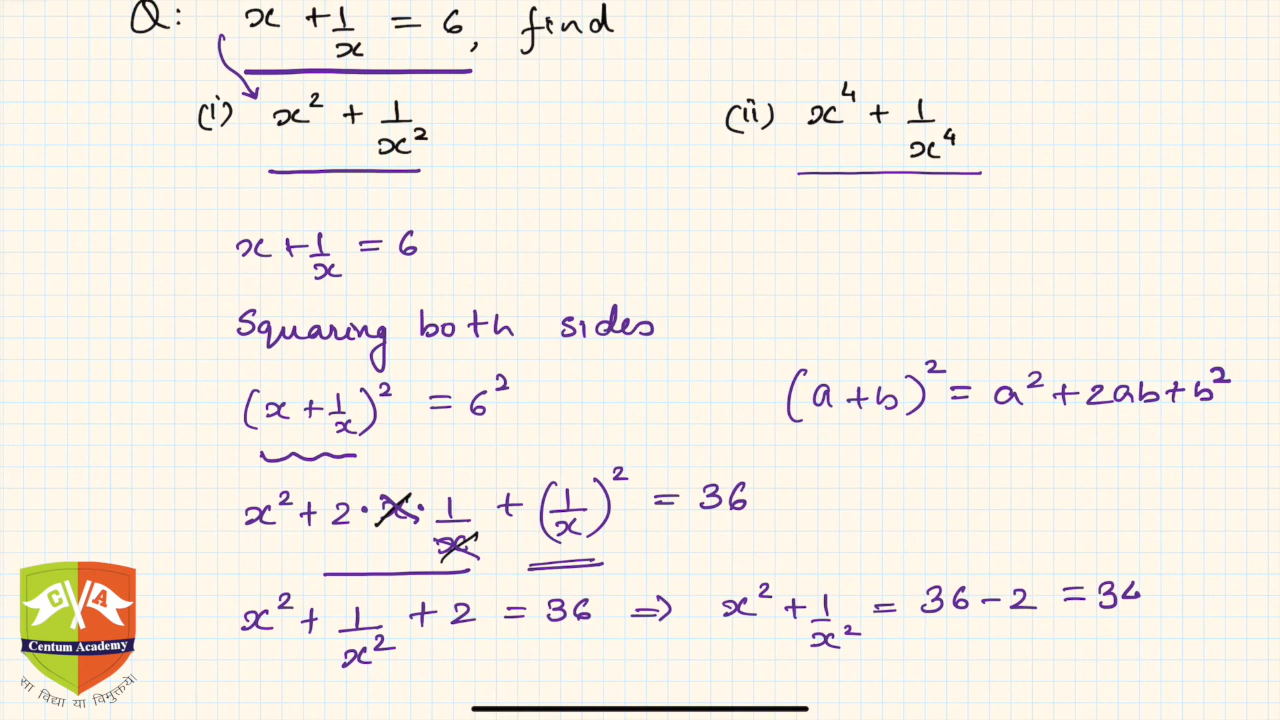 Q: x + 1/x = 6, find
(i) x² + 1/x²
(ii) x⁴ + 1/x⁴
x + 1/x = 6
Squaring both sides
(x + 1/x)² = 6²
(a + b)² = a² + 2ab + b²
x² + 2 · x · 1/x + (1/x)² = 36
x² + 1/x² + 2 = 36 ⇒ x² + 1/x² = 36 - 2 = 34
C A
Centum Academy
सा विद्या या विमुक्तये